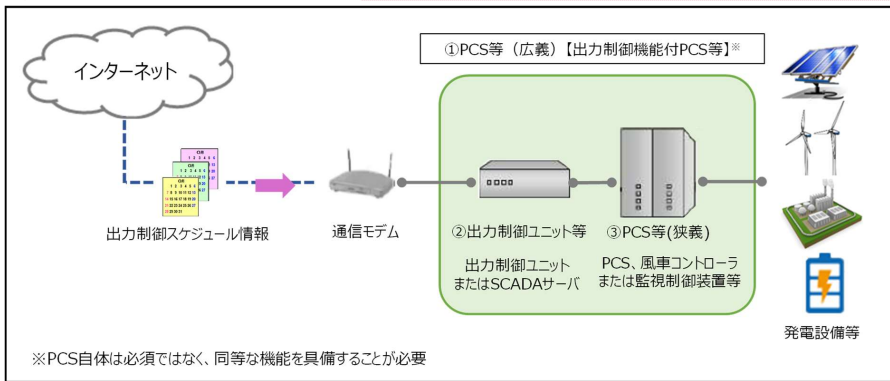 ①PCS等（広義）【出力制御機能付PCS等】※
インターネット
出力制御スケジュール情報
通信モデム
②出力制御ユニット等
出力制御ユニット
またはSCADAサーバ
③PCS等(狭義)
PCS、風車コントローラ
または監視制御装置等
発電設備等
※PCS自体は必須ではなく、同等な機能を具備することが必要